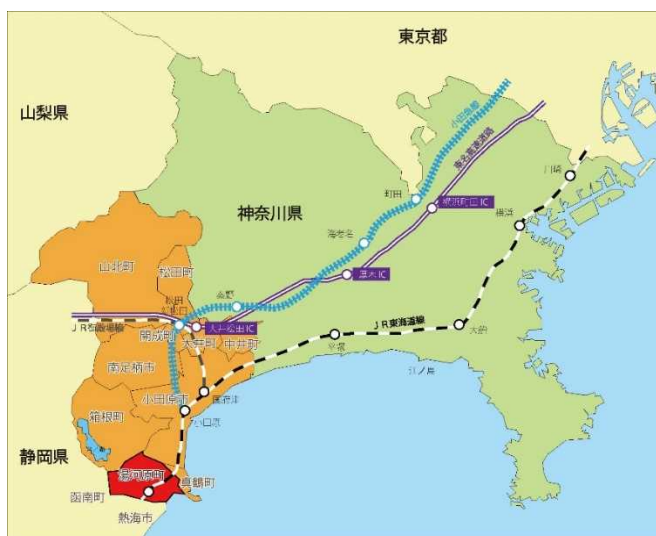 東京都
山梨県
小田急線
東名高速道路
川崎
町田
横浜町田IC
横浜
神奈川県
海老名
厚木IC
山北町
松田町
秦野
松田
JR御殿場線
大井松田IC
開成町
大井町
中井町
JR東海道線
大船
平塚
江ノ島
南足柄市
小田原市
国府津
箱根町
小田原
静岡県
湯河原町
真鶴町
函南町
熱海市